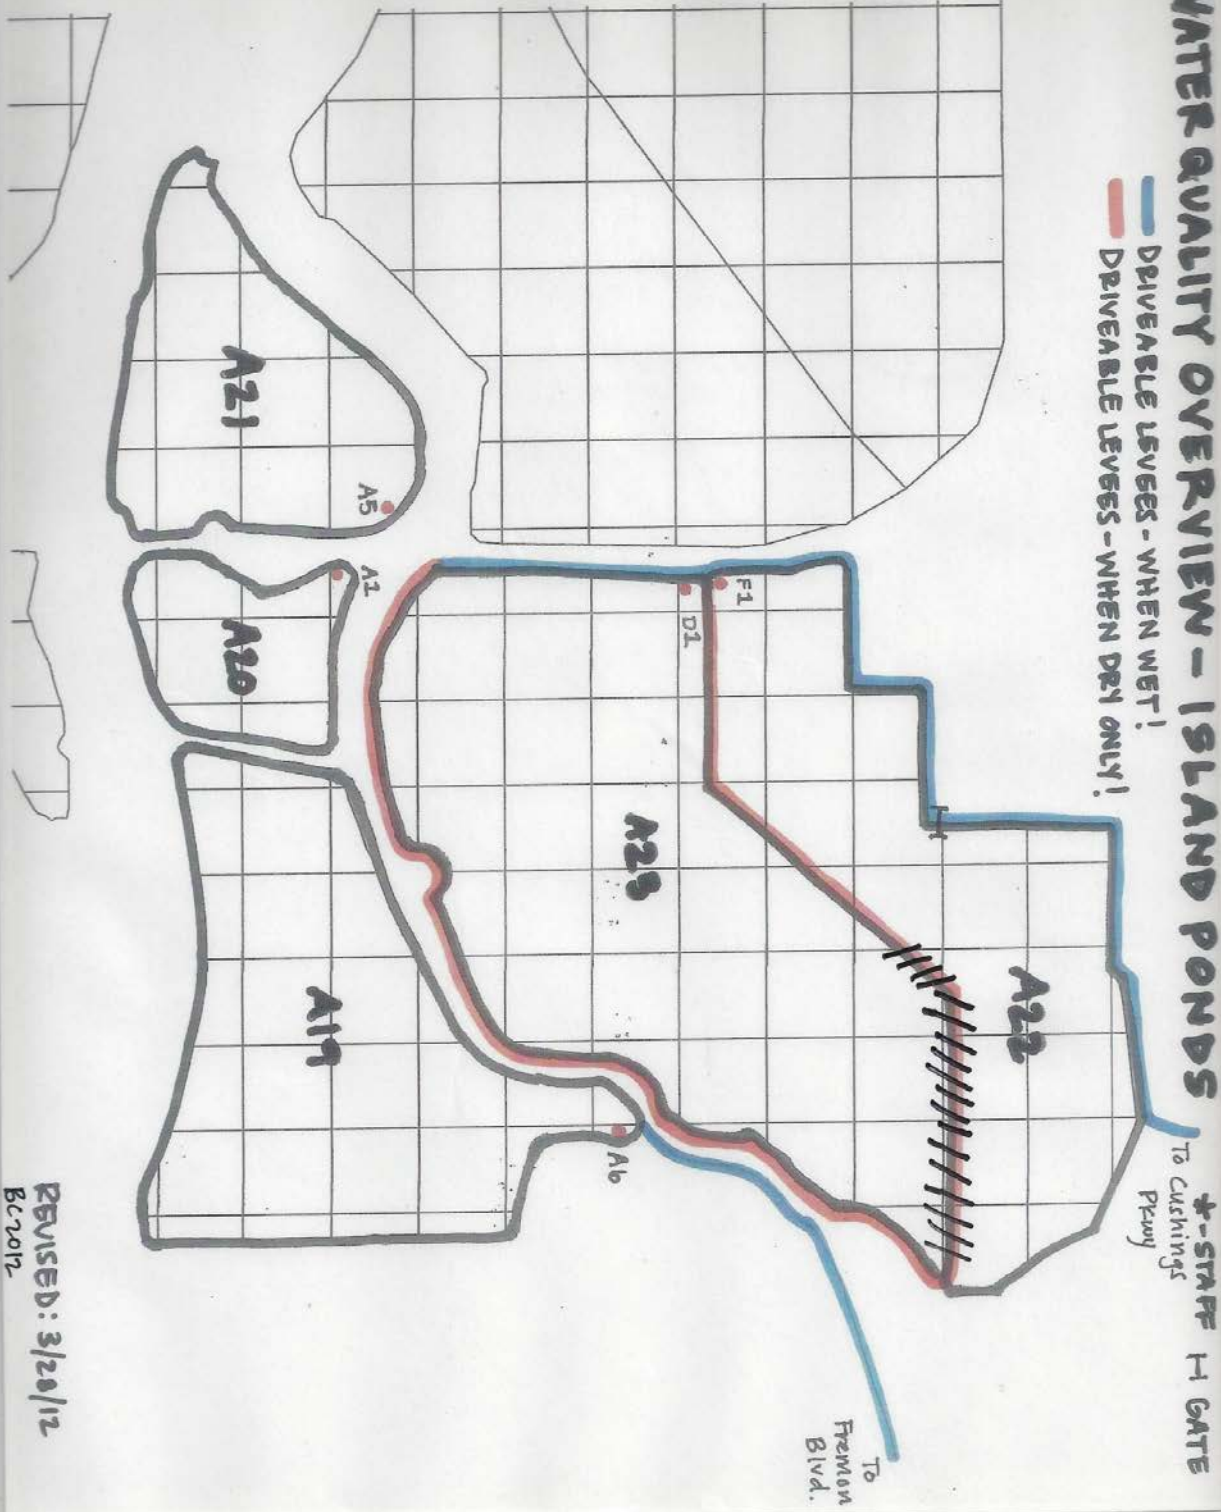 WATER QUALITY OVERVIEW - ISLAND PONDS
*-STAFF H GATE
DRIVEABLE LEVEES - WHEN WET!
DRIVEABLE LEVEES - WHEN DRY ONLY!
To Cushings
Pkwy
A22
F1
D1
A23
A5
A1
A21
A20
A19
A6
To
Fremon
Blvd.
REVISED: 3/28/12
BC2012